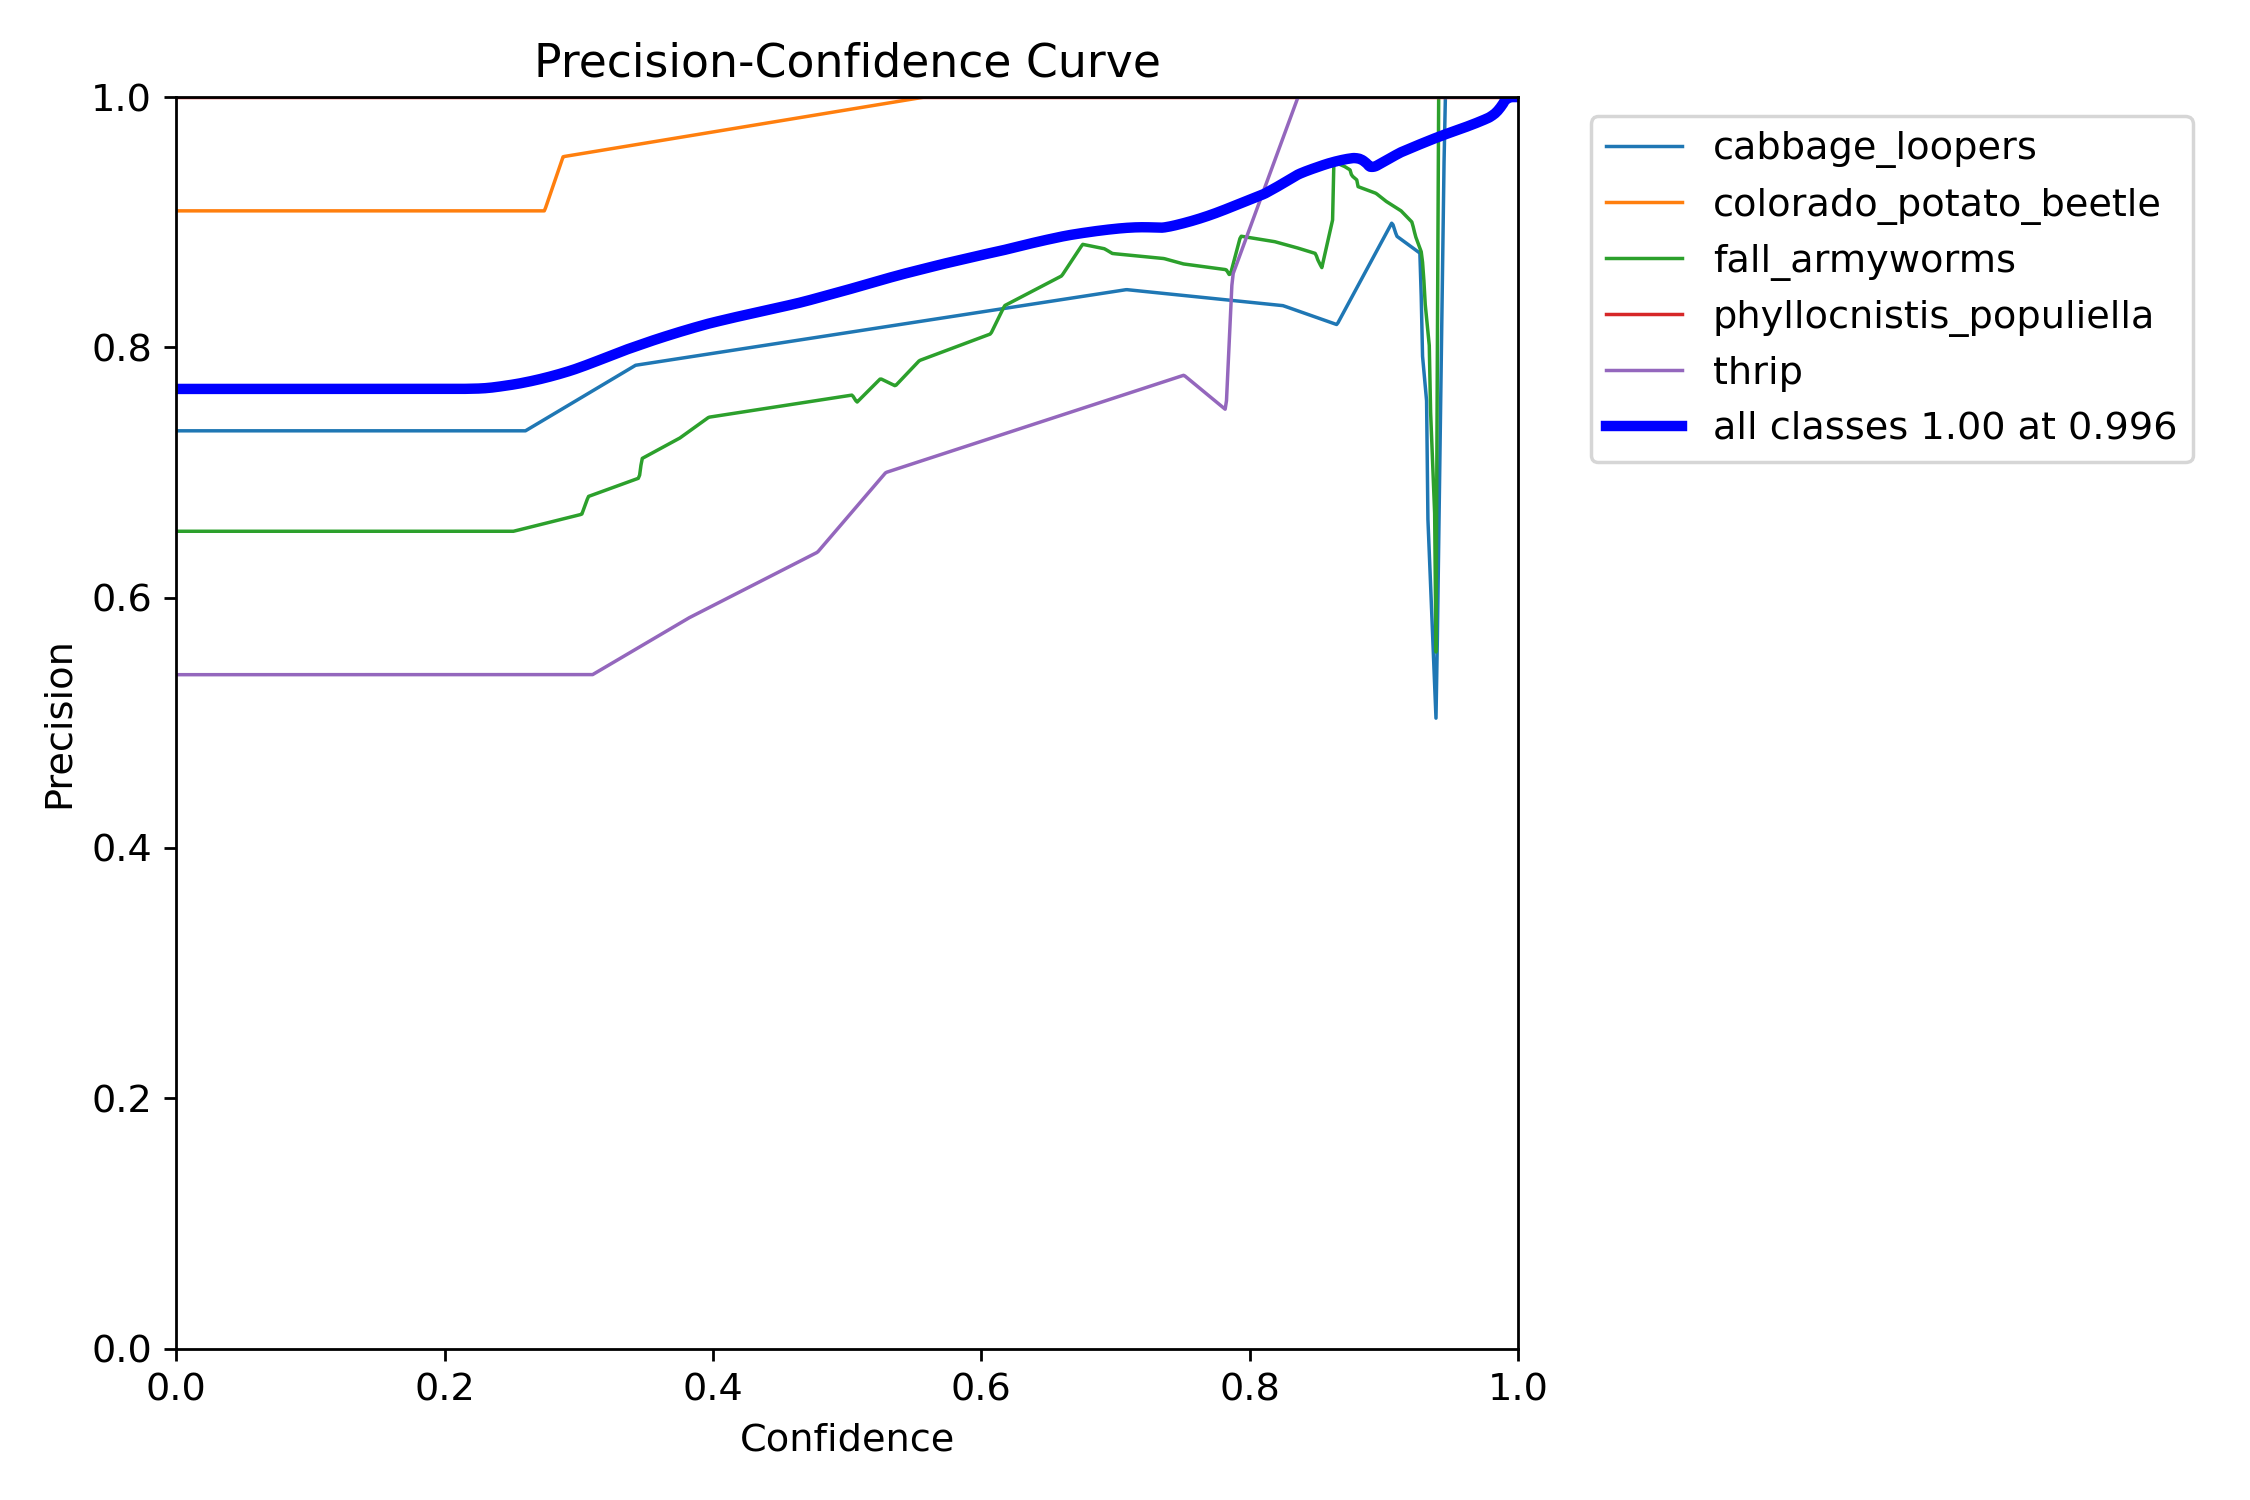 Precision-Confidence Curve
1.0
0.8
0.6
0.4
0.2
0.0
Precision
0.0 0.2 0.4 0.6 0.8 1.0
Confidence
cabbage_loopers
colorado_potato_beetle
fall_armyworms
phyllocnistis_populiella
thrip
all classes 1.00 at 0.996